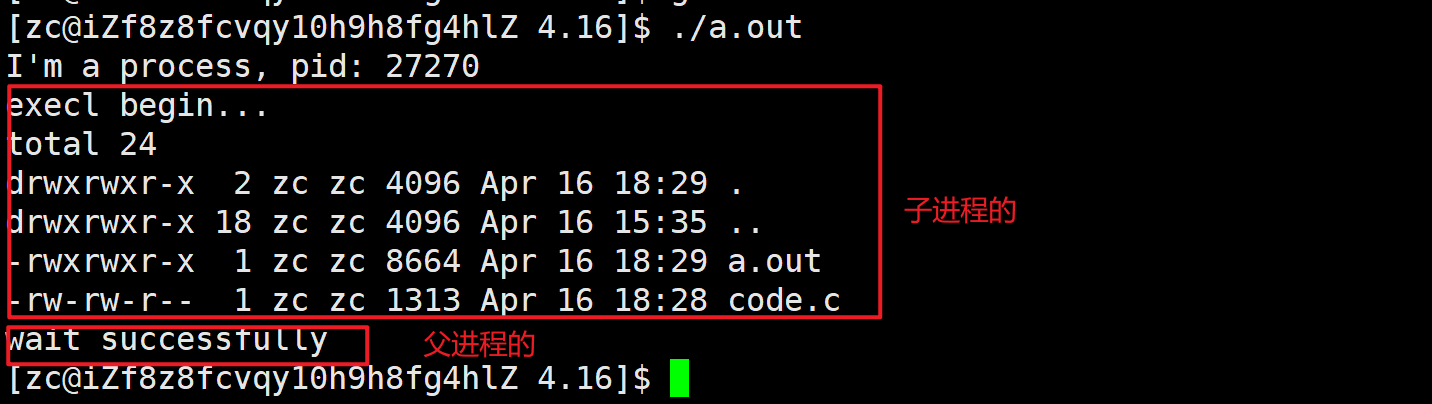 [zc@iZf8z8fcvqy10h9h8fg4hlZ 4.16]$ ./a.out
I'm a process, pid: 27270
execl begin...
total 24
drwxrwxr-x  2 zc zc 4096 Apr 16 18:29 .
drwxrwxr-x 18 zc zc 4096 Apr 16 15:35 ..
子进程的
-rwxrwxr-x  1 zc zc 8664 Apr 16 18:29 a.out
-rw-rw-r--  1 zc zc 1313 Apr 16 18:28 code.c
wait successfully
父进程的
[zc@iZf8z8fcvqy10h9h8fg4hlZ 4.16]$